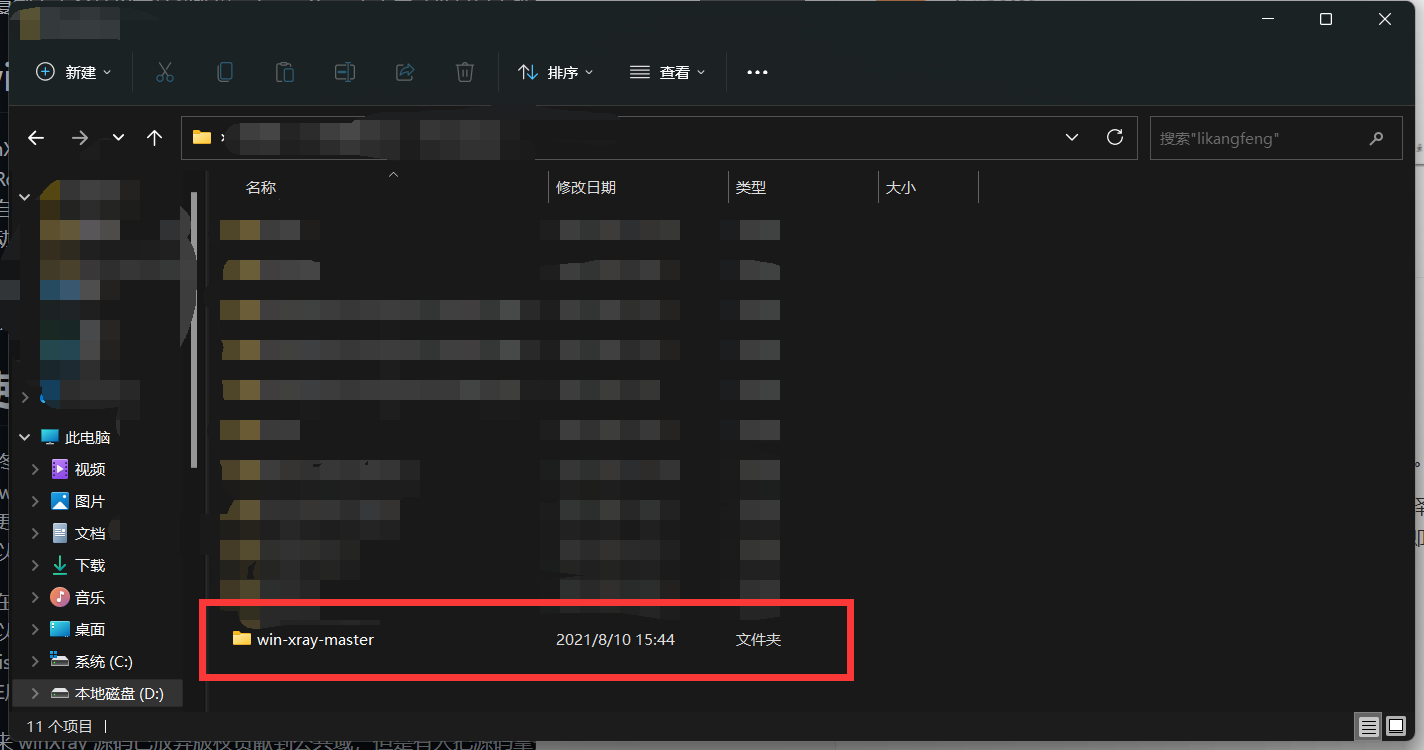 新建
排序
查看
搜索"likangfeng"
名称
修改日期
类型
大小
此电脑
视频
图片
文档
下载
音乐
桌面
系统 (C:)
本地磁盘 (D:)
win-xray-master 2021/8/10 15:44 文件夹
11 个项目